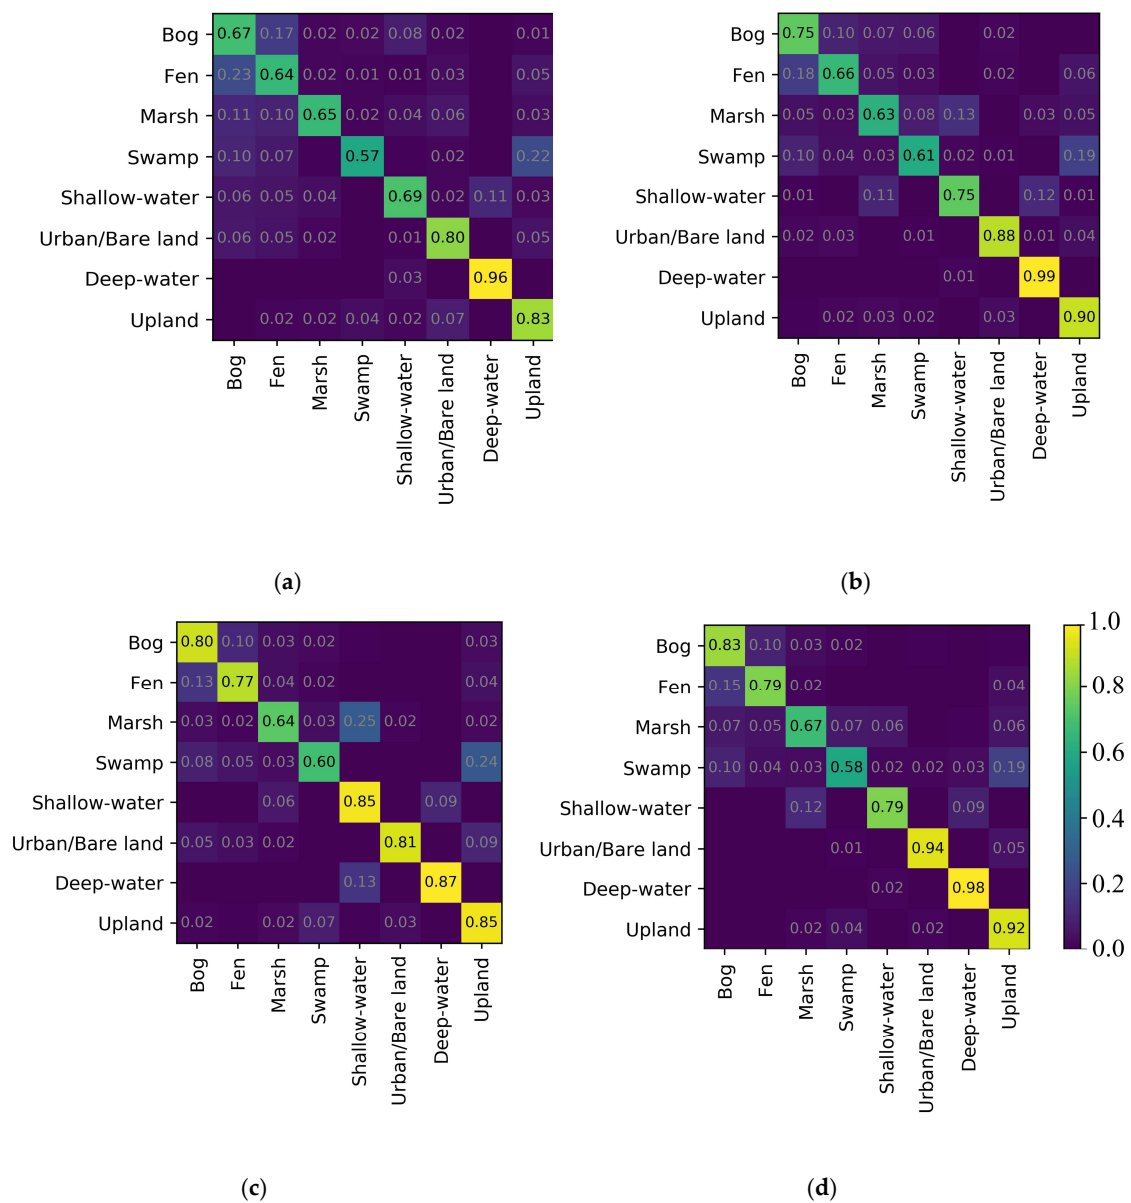 Bog 0.67 0.17 0.02 0.02 0.08 0.02 0.01
Fen 0.23 0.64 0.02 0.01 0.01 0.03 0.05
Marsh 0.11 0.10 0.65 0.02 0.04 0.06 0.03
Swamp 0.10 0.07 0.57 0.02 0.22
Shallow-water 0.06 0.05 0.04 0.69 0.02 0.11 0.03
Urban/Bare land 0.06 0.05 0.02 0.01 0.80 0.05
Deep-water 0.03 0.96
Upland 0.02 0.02 0.04 0.02 0.07 0.83
Bog Fen Marsh Swamp Shallow-water Urban/Bare land Deep-water Upland
(a)
Bog 0.75 0.10 0.07 0.06 0.02
Fen 0.18 0.66 0.05 0.03 0.02 0.06
Marsh 0.05 0.03 0.63 0.08 0.13 0.03 0.05
Swamp 0.10 0.04 0.03 0.61 0.02 0.01 0.19
Shallow-water 0.01 0.11 0.75 0.12 0.01
Urban/Bare land 0.02 0.03 0.01 0.88 0.01 0.04
Deep-water 0.01 0.99
Upland 0.02 0.03 0.02 0.03 0.90
Bog Fen Marsh Swamp Shallow-water Urban/Bare land Deep-water Upland
(b)
Bog 0.80 0.10 0.03 0.02 0.03
Fen 0.13 0.77 0.04 0.02 0.04
Marsh 0.03 0.02 0.64 0.03 0.25 0.02 0.02
Swamp 0.08 0.05 0.03 0.60 0.24
Shallow-water 0.06 0.85 0.09
Urban/Bare land 0.05 0.03 0.02 0.81 0.09
Deep-water 0.13 0.87
Upland 0.02 0.02 0.07 0.03 0.85
Bog Fen Marsh Swamp Shallow-water Urban/Bare land Deep-water Upland
(c)
Bog 0.83 0.10 0.03 0.02
Fen 0.15 0.79 0.02 0.04
Marsh 0.07 0.05 0.67 0.07 0.06 0.06
Swamp 0.10 0.04 0.03 0.58 0.02 0.02 0.03 0.19
Shallow-water 0.12 0.79 0.09
Urban/Bare land 0.01 0.94 0.05
Deep-water 0.02 0.98
Upland 0.02 0.04 0.02 0.92
Bog Fen Marsh Swamp Shallow-water Urban/Bare land Deep-water Upland
1.0
0.8
0.6
0.4
0.2
0.0
(d)